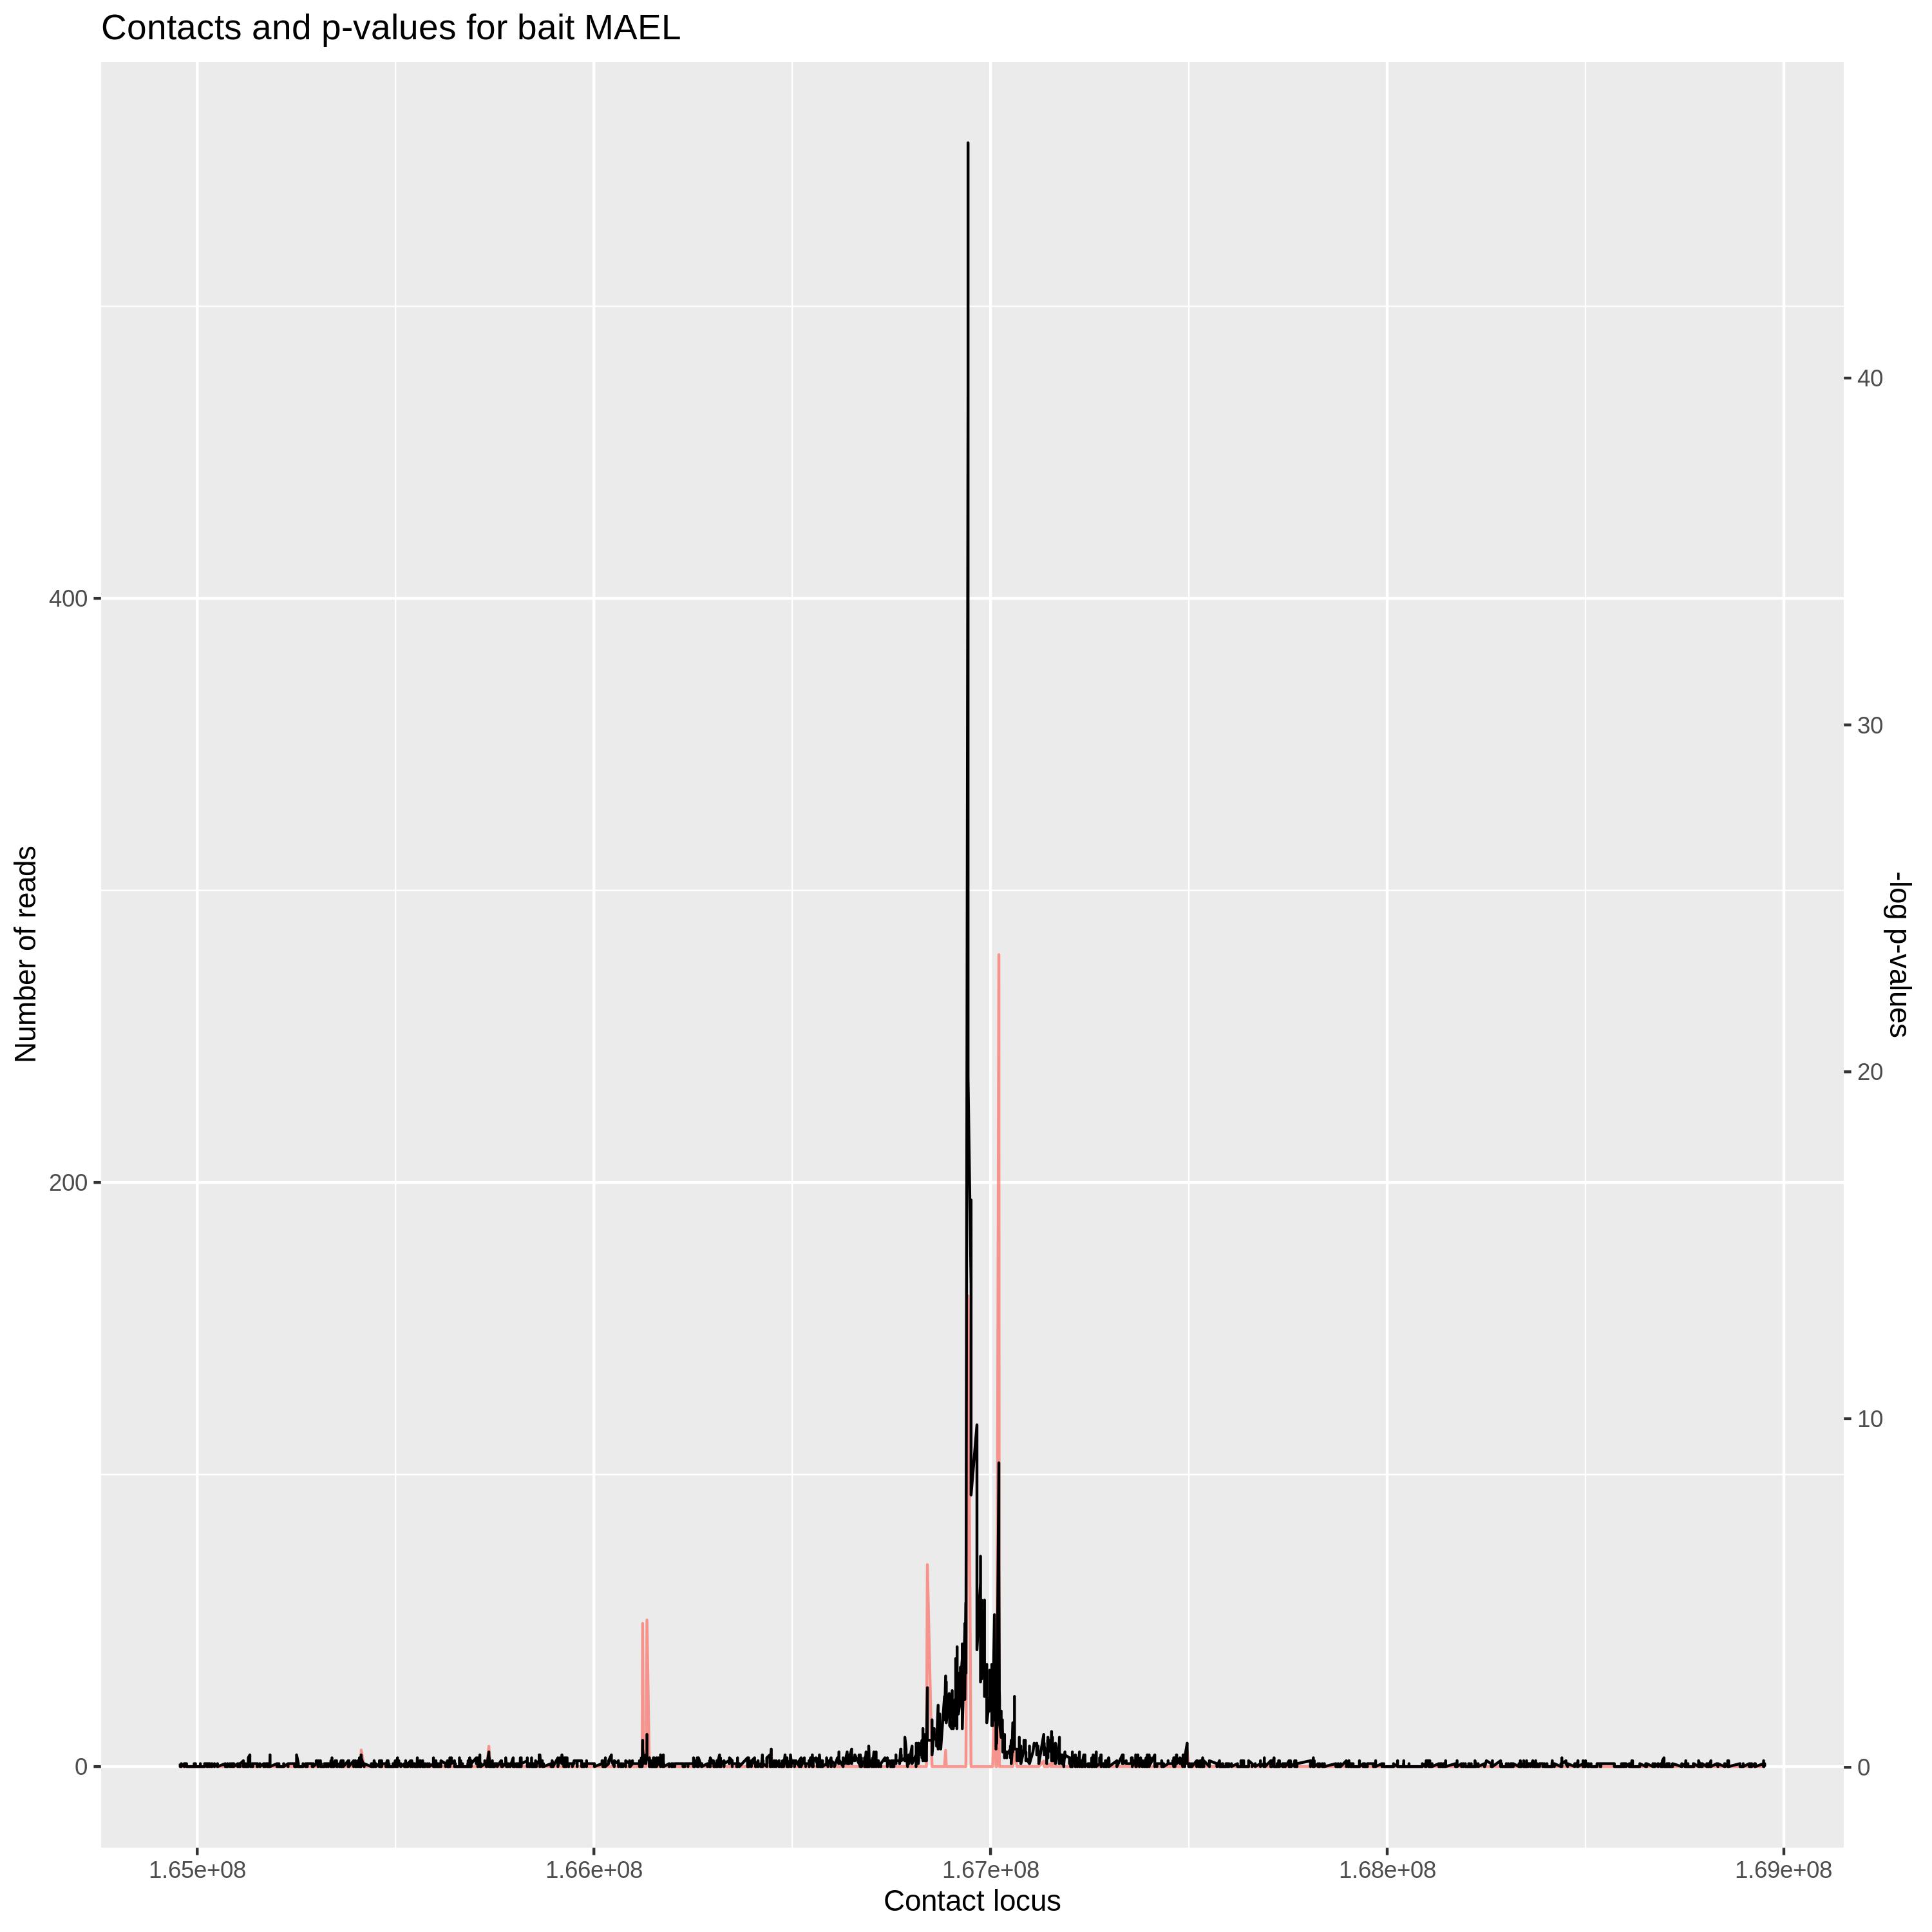 Contacts and p-values for bait MAEL
Number of reads
400
200
0
40
30
20
10
0
-log p-values
1.65e+08
1.66e+08
1.67e+08
1.68e+08
1.69e+08
Contact locus